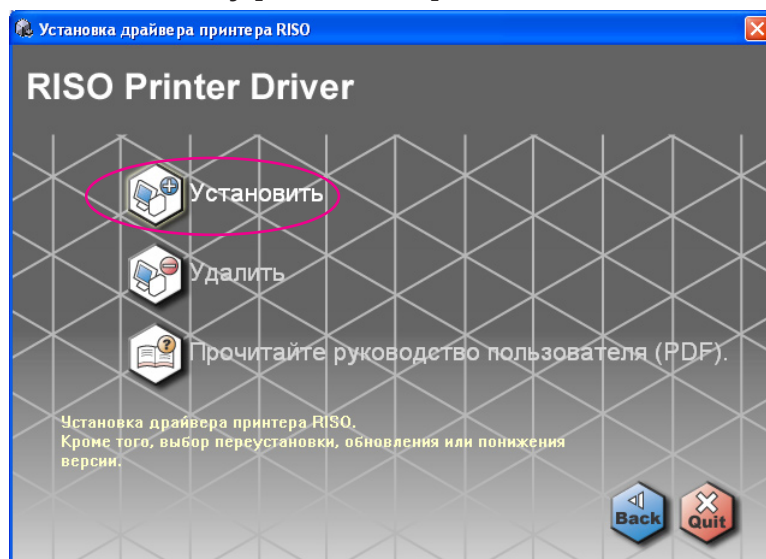 Установка драйвера принтера RISO
RISO Printer Driver
Установить
Удалить
Прочитайте руководство пользователя (PDF).
Установка драйвера принтера RISO.
Кроме того, выбор переустановки, обновления или понижения
версии.
Back
Quit